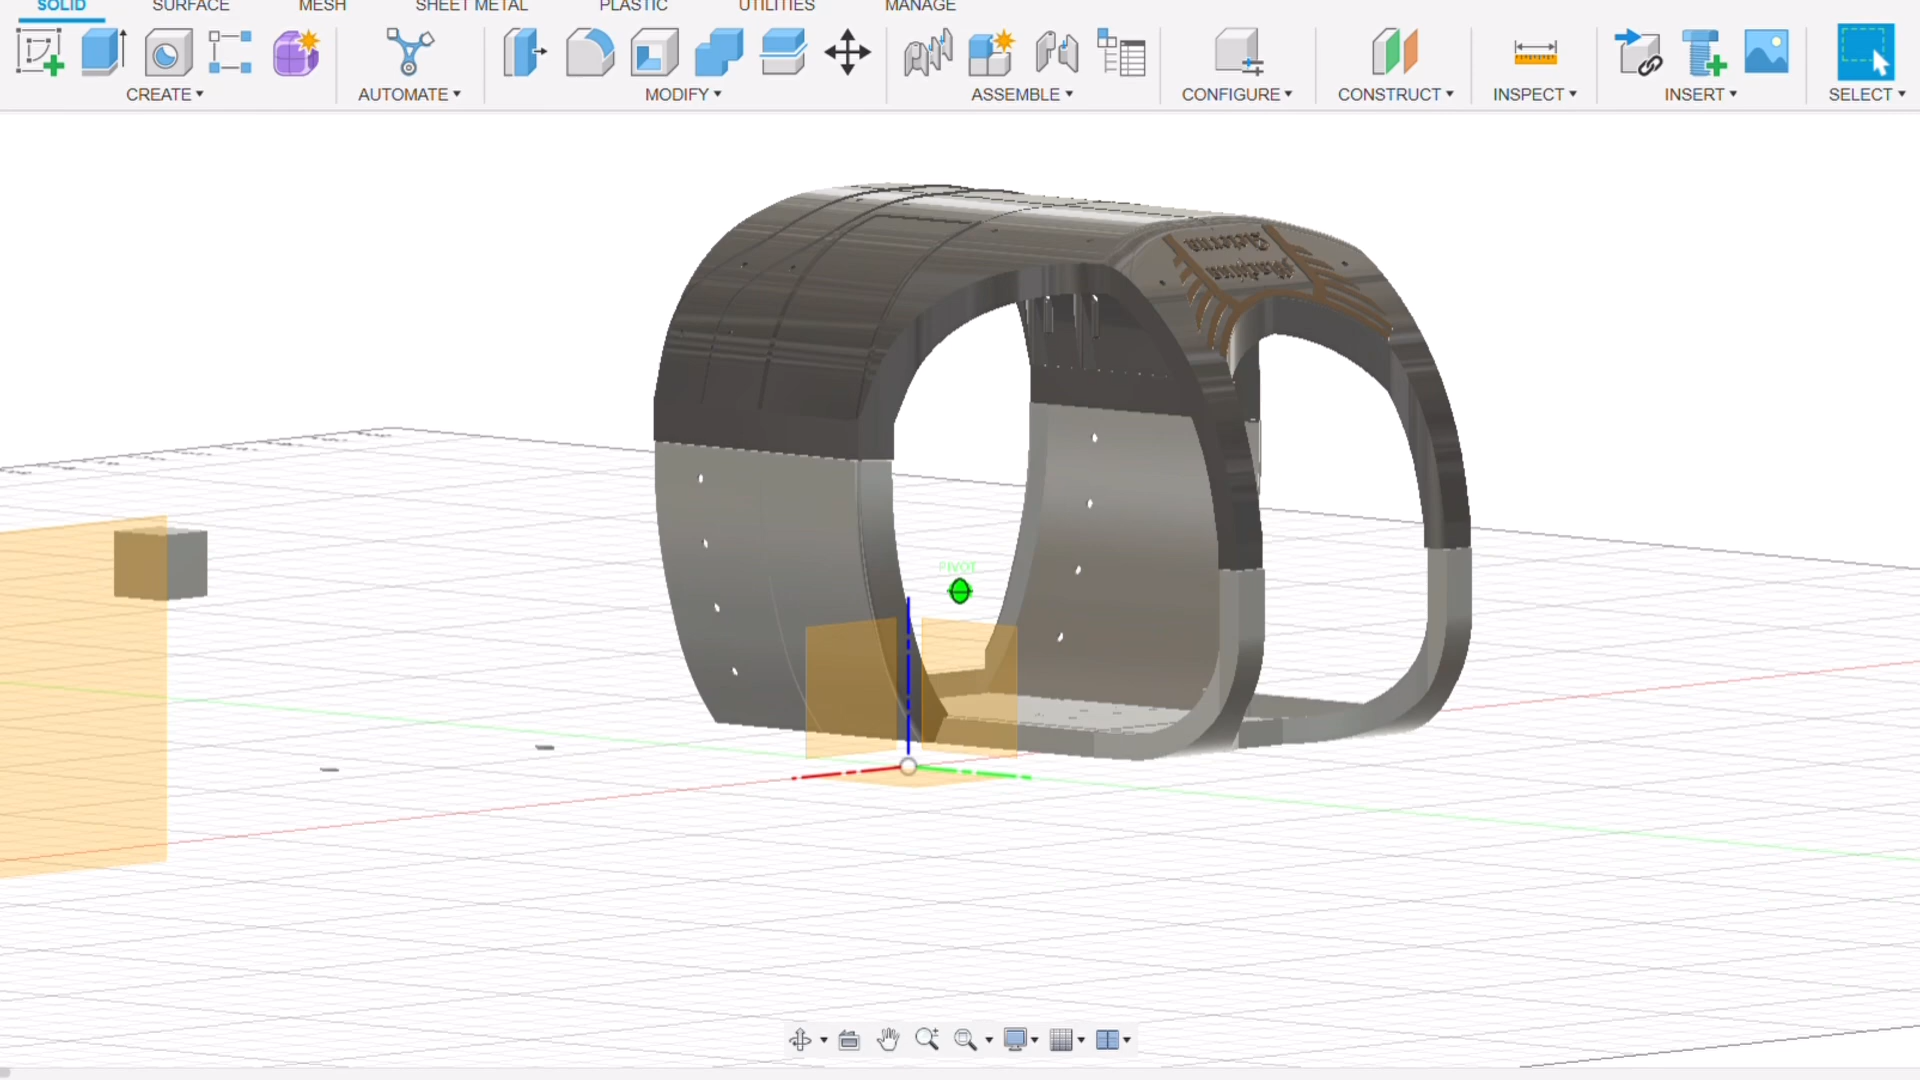 SOLID SURFACE MESH SHEET METAL PLASTIC UTILITIES MANAGE
CREATE AUTOMATE MODIFY ASSEMBLE CONFIGURE CONSTRUCT INSPECT INSERT SELECT
PIVOT